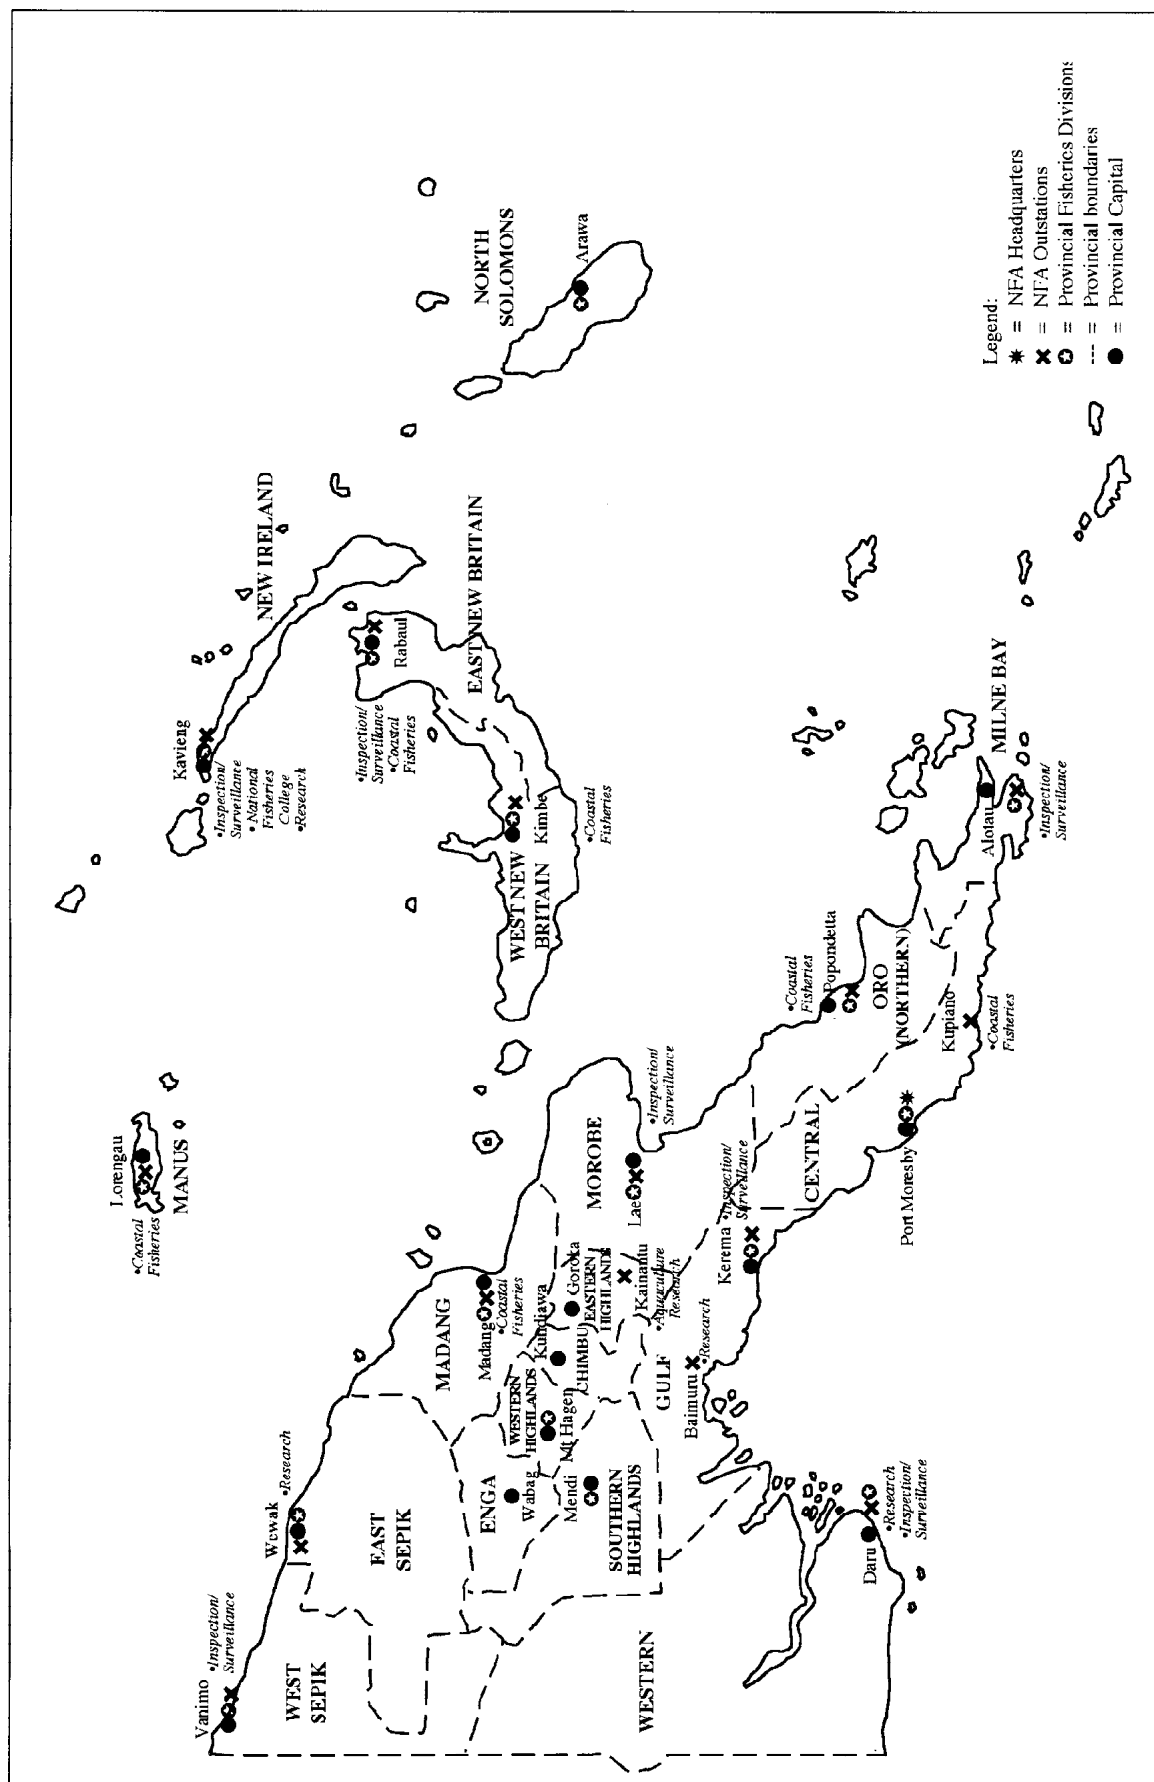 Vanimo
•Inspection/
Surveillance
WEST
SEPIK
Wewak
•Research
EAST
SEPIK
Lorengau
•Coastal
Fisheries
MANUS
Kavieng
•Inspection/
Surveillance
• National
Fisheries
College
•Research
NEW IRELAND
Rabaul
•Inspection/
Surveillance
•Coastal
Fisheries
EAST NEW BRITAIN
Kimbe
•Coastal
Fisheries
WEST NEW
BRITAIN
NORTH
SOLOMONS
Arawa
MADANG
Madang
•Coastal
Fisheries
ENGA
Wabag
WESTERN
HIGHLANDS
Mt Hagen
Kundiawa
CHIMBU
Goroka
EASTERN
HIGHLANDS
Kainantu
•Aquaculture
Research
Mendi
SOUTHERN
HIGHLANDS
MOROBE
Lae
•Inspection/
Surveillance
WESTERN
GULF
Baimuru
•Research
Kerema
•Inspection/
Surveillance
CENTRAL
Port Moresby
•Coastal
Fisheries
Popondetta
ORO
(NORTHERN)
Kupiano
•Coastal
Fisheries
Alotau
MILNE BAY
•Inspection/
Surveillance
Daru
•Research
•Inspection/
Surveillance
Legend:
= NFA Headquarters
= NFA Outstations
= Provincial Fisheries Divisions
--- = Provincial boundaries
● = Provincial Capital